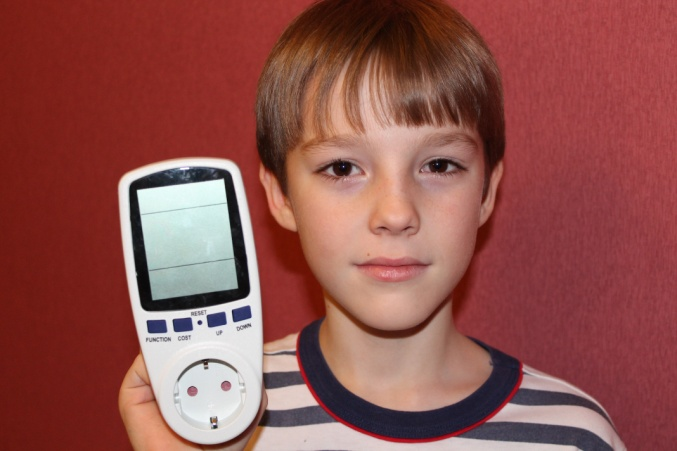 RESET
FUNCTION COST UP DOWN